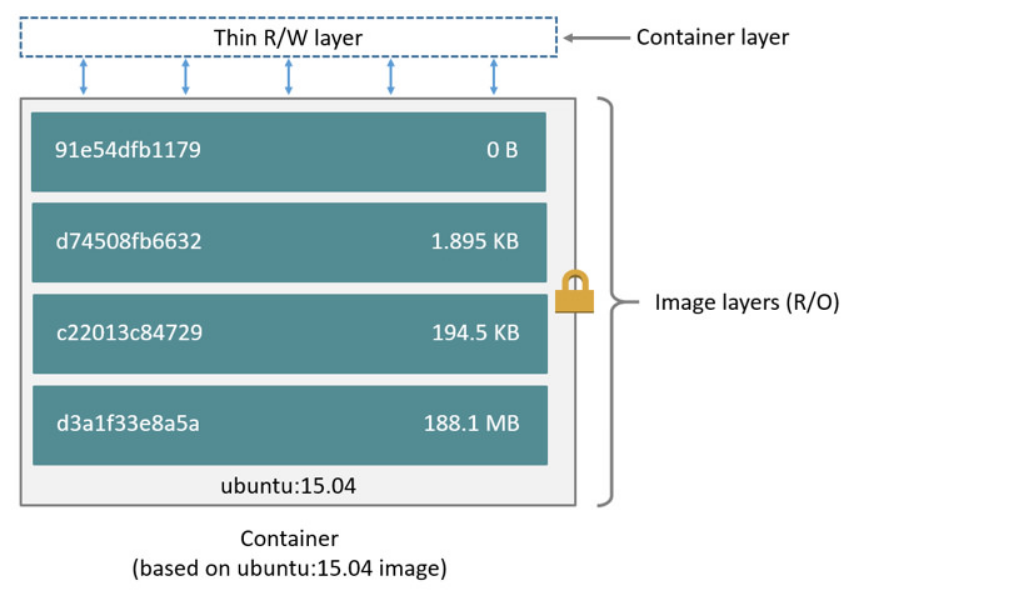 Thin R/W layer
Container layer
91e54dfb1179 0 B
d74508fb6632 1.895 KB
c22013c84729 194.5 KB
Image layers (R/O)
d3a1f33e8a5a 188.1 MB
ubuntu:15.04
Container
(based on ubuntu:15.04 image)